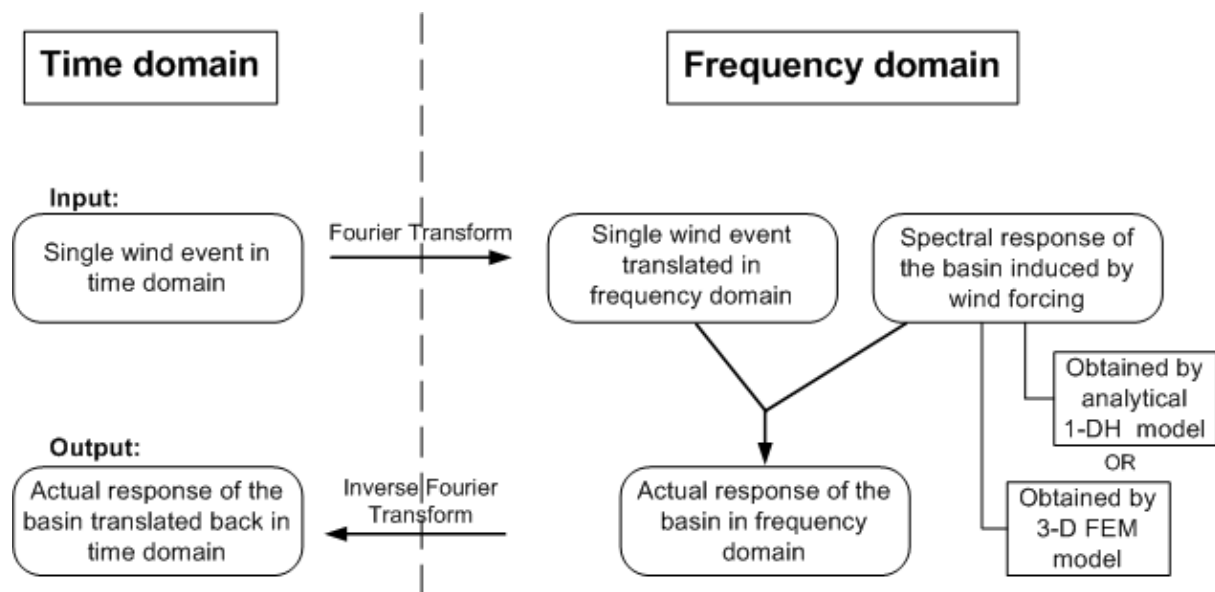 Time domain
Frequency domain
Input:
Single wind event in
time domain
Fourier Transform
Single wind event
translated in
frequency domain
Spectral response of
the basin induced by
wind forcing
Obtained by
analytical
1-DH model
OR
Obtained by
3-D FEM
model
Output:
Actual response of the
basin translated back in
time domain
Inverse Fourier
Transform
Actual response of the
basin in frequency
domain